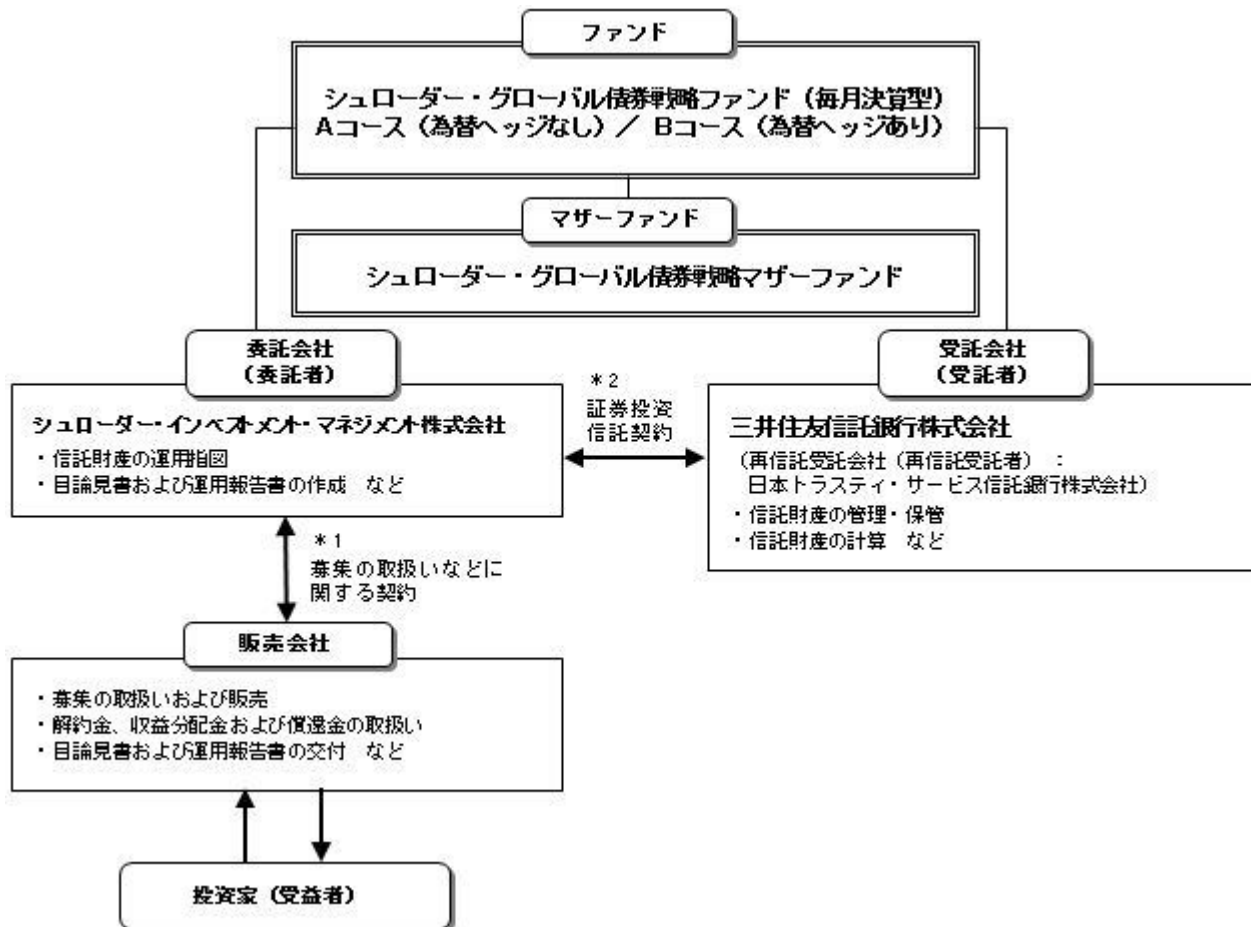 ファンド
シュローダー・グローバル債券戦略ファンド（毎月決算型）
Aコース（為替ヘッジなし）／ Bコース（為替ヘッジあり）
マザーファンド
シュローダー・グローバル債券戦略マザーファンド
委託会社
（委託者）
シュローダー・インベストメント・マネジメント株式会社
・信託財産の運用指図
・目論見書および運用報告書の作成　など
＊2
証券投資
信託契約
受託会社
（受託者）
三井住友信託銀行株式会社
（再信託受託会社（再信託受託者）：
日本トラスティ・サービス信託銀行株式会社）
・信託財産の管理・保管
・信託財産の計算　など
＊1
募集の取扱いなどに
関する契約
販売会社
・募集の取扱いおよび販売
・解約金、収益分配金および償還金の取扱い
・目論見書および運用報告書の交付　など
投資家（受益者）